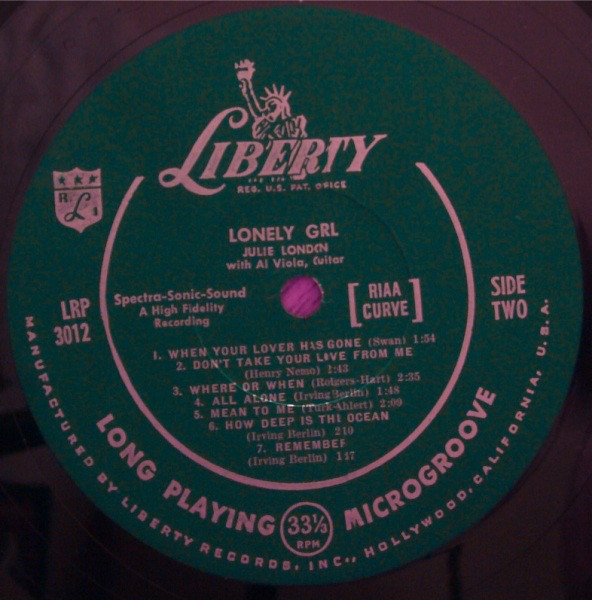 LIBERTY
REG. U.S. PAT. OFFICE
R L 1
LONELY GRL
JULIE LONDON
with Al Viola, Guitar
Spectra-Sonic-Sound
A High Fidelity
Recording
[RIAA
CURVE]
LRP
3012
SIDE
TWO
1. WHEN YOUR LOVER HAS GONE (Swan) 1:54
2. DON'T TAKE YOUR LOVE FROM ME
(Henry Nemo) 1:43
3. WHERE OR WHEN (Rodgers-Hart) 2:35
4. ALL ALONE (Irving Berlin) 1:48
5. MEAN TO ME (Turk-Ahlert) 2:09
6. HOW DEEP IS THE OCEAN
(Irving Berlin)
7. REMEMBER
(Irving Berlin)
LONG PLAYING 33⅓ RPM MICROGROOVE
MANUFACTURED BY LIBERTY RECORDS, INC., HOLLYWOOD, CALIFORNIA, U.S.A.